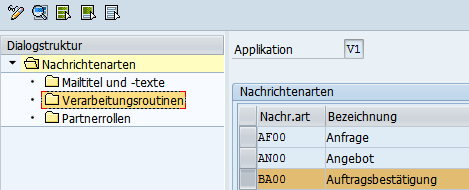 Dialogstruktur
Nachrichtenarten
Mailtitel und -texte
Verarbeitungsroutinen
Partnerrollen
Applikation V1
Nachrichtenarten
Nachr.art Bezeichnung
AF00 Anfrage
AN00 Angebot
BA00 Auftragsbestätigung